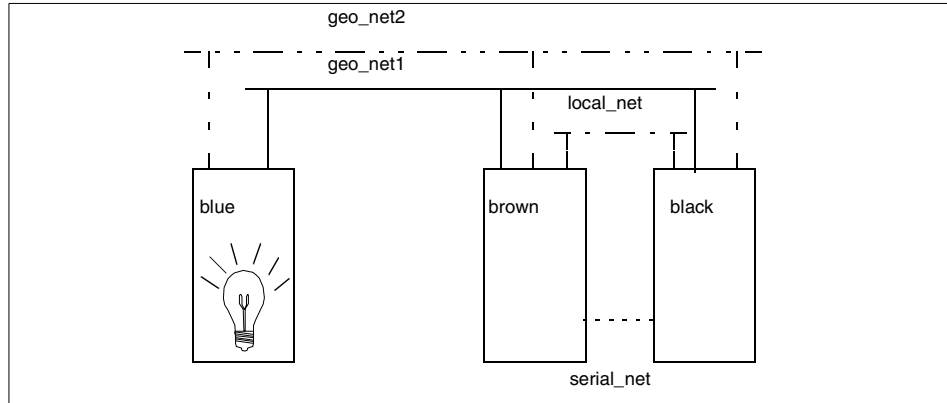 geo_net2
geo_net1
local_net
blue
brown
black
serial_net